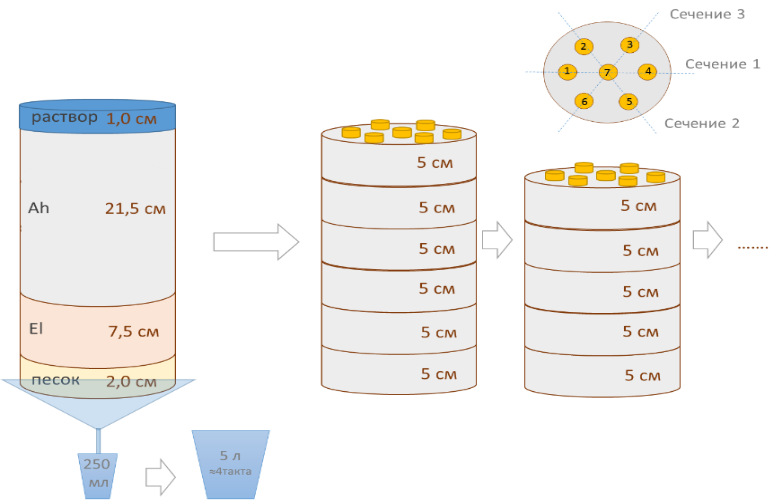 Сечение 3
2
3
Сечение 1
1
7
4
6
5
Сечение 2
раствор 1,0 см
Ah 21,5 см
El 7,5 см
песок 2,0 см
250
мл
5 л
≈4такта
5 см
5 см
5 см
5 см
5 см
5 см
5 см
5 см
5 см
5 см
5 см
.......